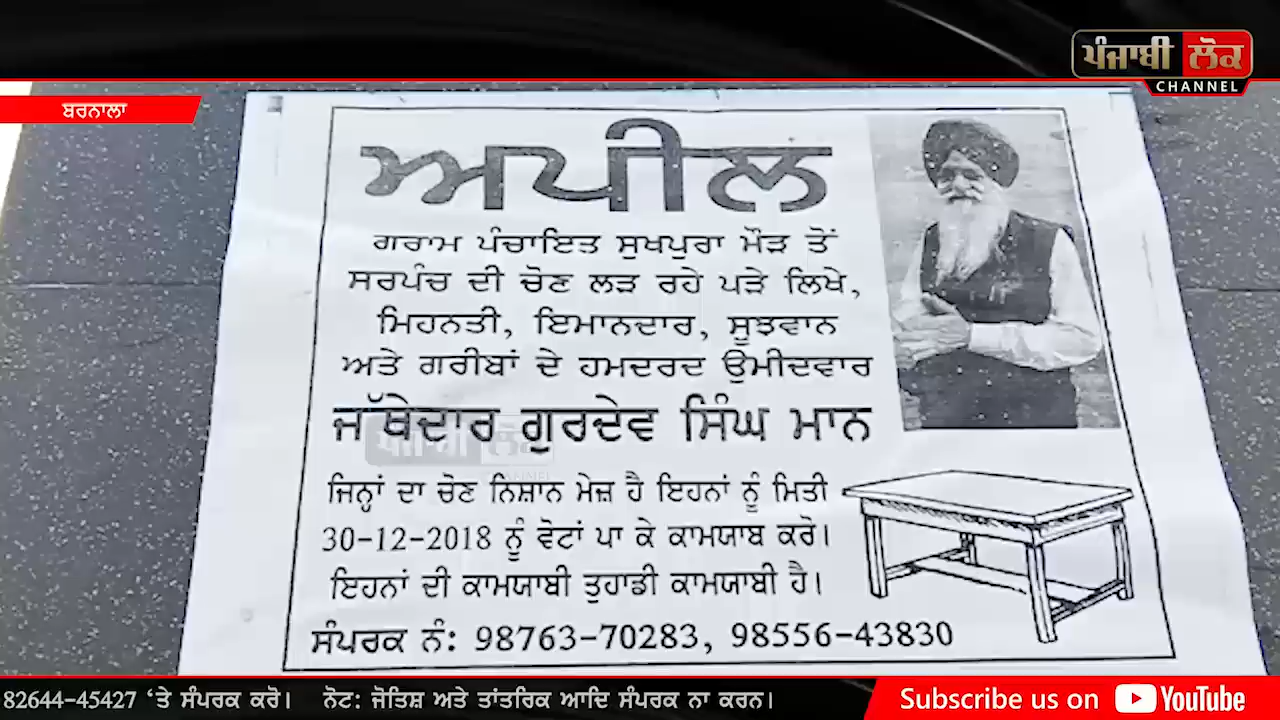 ਪੰਜਾਬੀ ਲੋਕ
CHANNEL
ਬਰਨਾਲਾ
ਅਪੀਲ
ਗਰਾਮ ਪੰਚਾਇਤ ਸੁਖਪੁਰਾ ਮੌੜ ਤੋਂ
ਸਰਪੰਚ ਦੀ ਚੋਣ ਲੜ ਰਹੇ ਪੜੇ ਲਿਖੇ,
ਮਿਹਨਤੀ, ਇਮਾਨਦਾਰ, ਸੂਝਵਾਨ
ਅਤੇ ਗਰੀਬਾਂ ਦੇ ਹਮਦਰਦ ਉਮੀਦਵਾਰ
ਜੱਥੇਦਾਰ ਗੁਰਦੇਵ ਸਿੰਘ ਮਾਨ
ਪੰਜਾਬੀ ਲੋਕ
CHANNEL
ਜਿਨ੍ਹਾਂ ਦਾ ਚੋਣ ਨਿਸ਼ਾਨ ਮੇਜ਼ ਹੈ ਇਹਨਾਂ ਨੂੰ ਮਿਤੀ
30-12-2018 ਨੂੰ ਵੋਟਾਂ ਪਾ ਕੇ ਕਾਮਯਾਬ ਕਰੋ।
ਇਹਨਾਂ ਦੀ ਕਾਮਯਾਬੀ ਤੁਹਾਡੀ ਕਾਮਯਾਬੀ ਹੈ।
ਸੰਪਰਕ ਨੰ: 98763-70283, 98556-43830
82644-45427 ‘ਤੇ ਸੰਪਰਕ ਕਰੋ। ਨੋਟ: ਜੋਤਿਸ਼ ਅਤੇ ਤਾਂਤਰਿਕ ਆਦਿ ਸੰਪਰਕ ਨਾ ਕਰਨ।
Subscribe us on YouTube